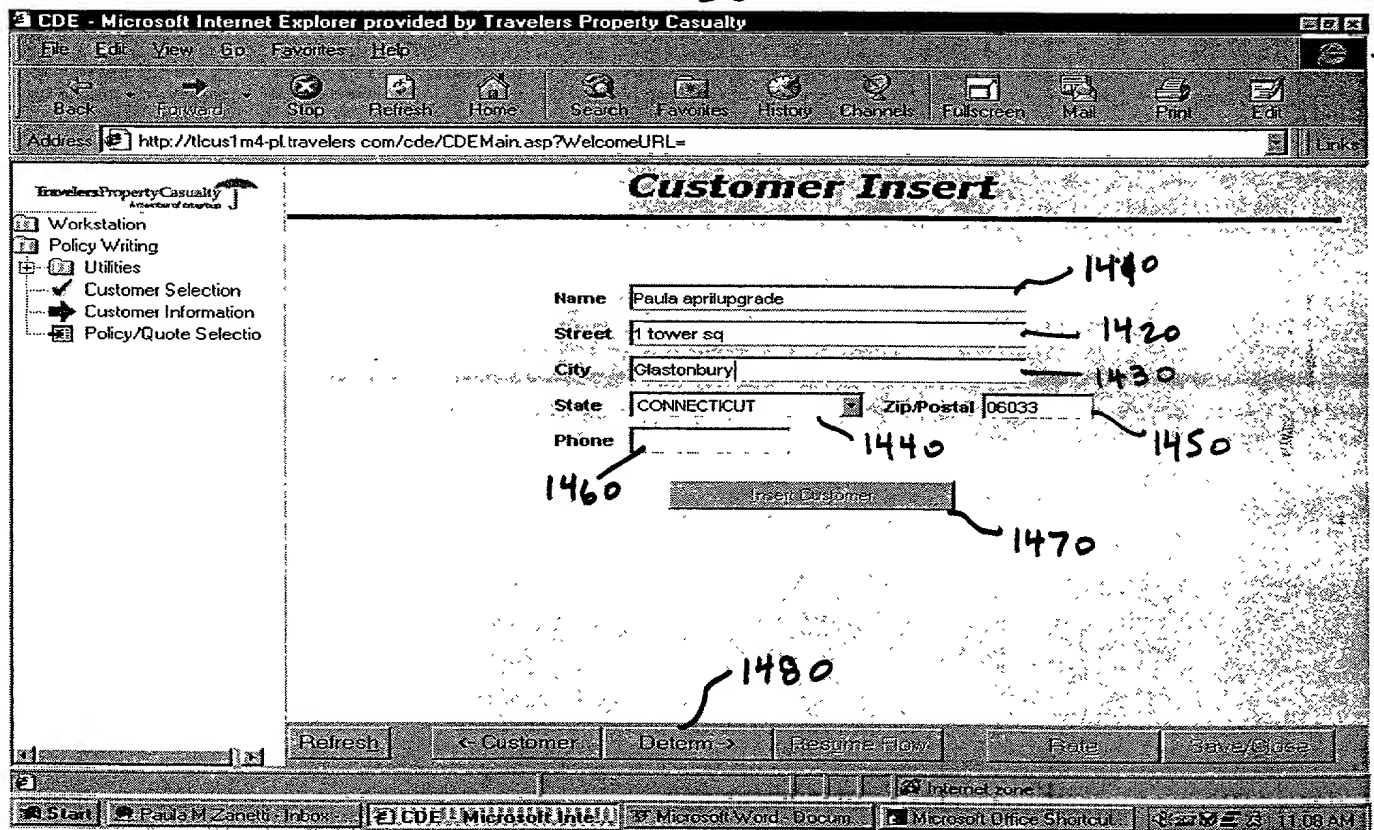 CDE - Microsoft Internet Explorer provided by Travelers Property Casualty
File Edit View Go Favorites Help
Back Forward Stop Refresh Home Search Favorites History Channels Fullscreen Mail Print Edit
Address http://tlcus1m4-pl.travelers com/cde/CDEMain.asp?WelcomeURL= Links
TravelersPropertyCasualty
Customer Insert
Workstation
Policy Writing
Utilities
Customer Selection
Customer Information
Policy/Quote Selectio
Name Paula aprilupgrade
Street 1 tower sq 1420
City Glastonbury 1430
State CONNECTICUT Zip/Postal 06033
1440 1450
Phone
1460
Insert Customer
1470
1480
Refresh <- Customer Determ-> Resume Flow Rate Save/Close
Internet zone
Start Paula M Zanetti - Inbox CDE - Microsoft Inte... Microsoft Word - Docum... Microsoft Office Shortcut... 11:08 AM